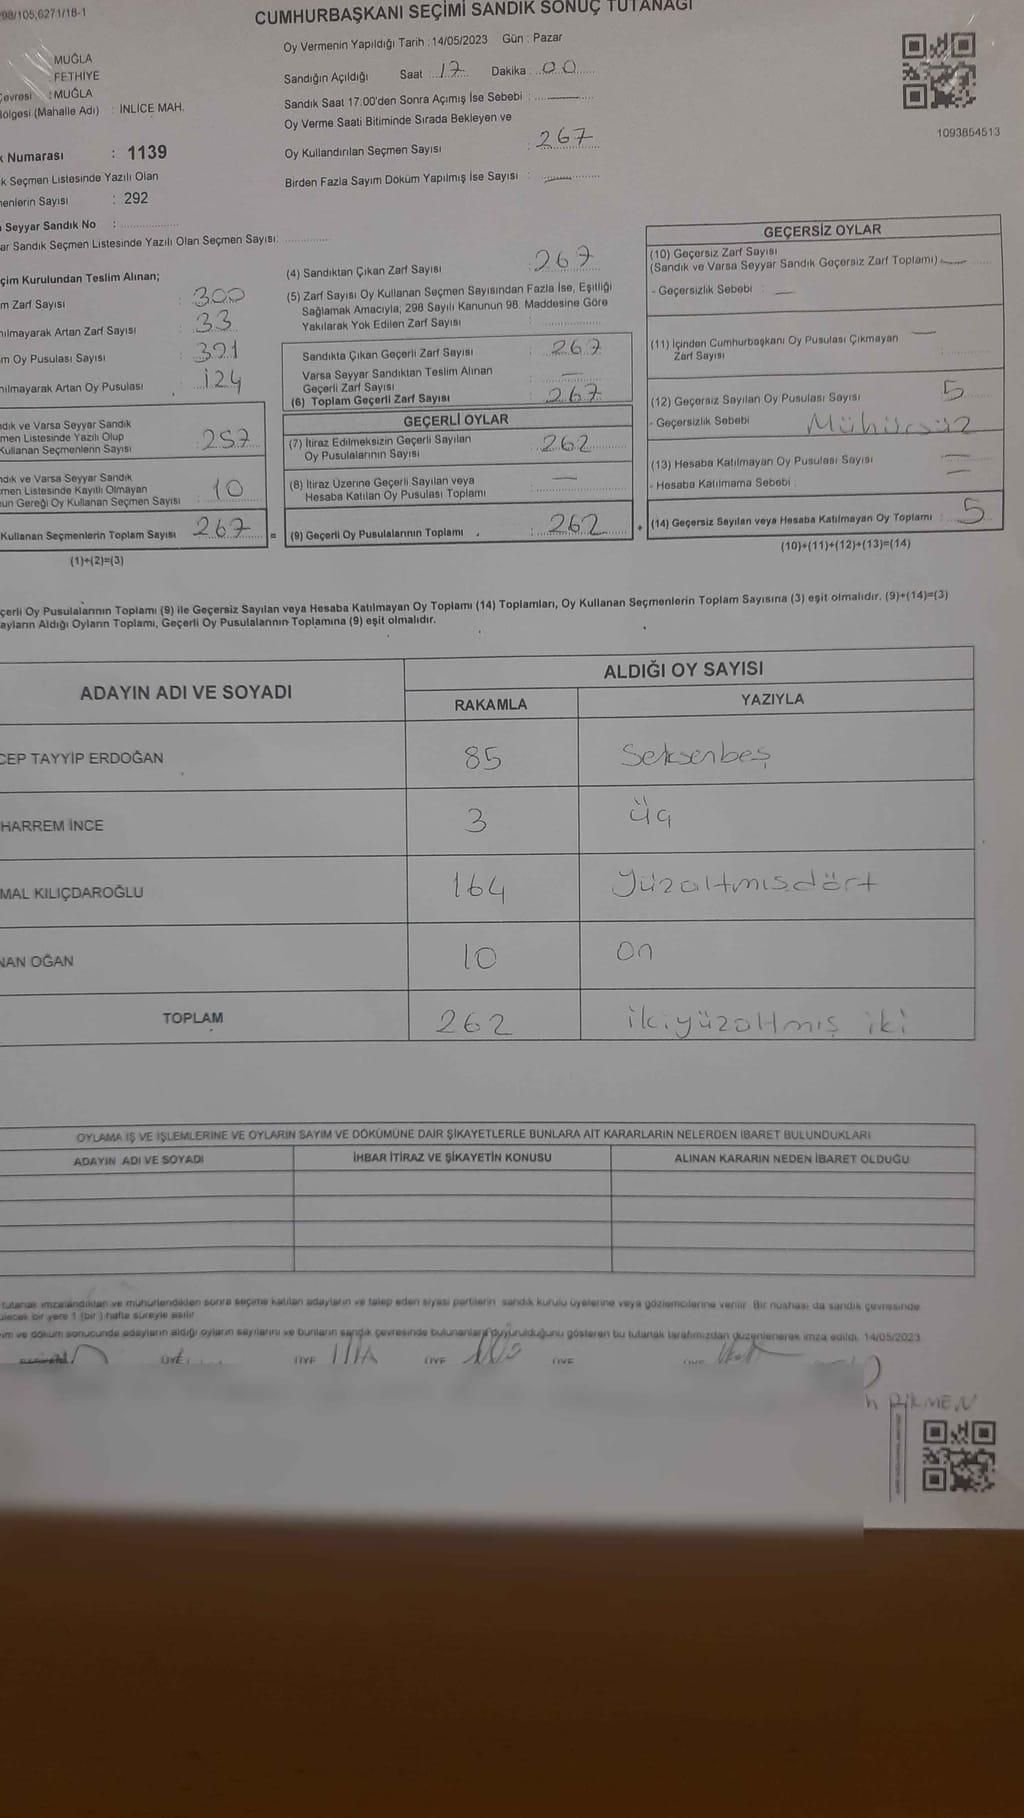 298/105;6271/18-1
CUMHURBAŞKANI SEÇİMİ SANDIK SONUÇ TUTANAĞI
MUĞLA
FETHİYE
Çevresi : MUĞLA
Bölgesi (Mahalle Adı) : İNLİCE MAH.
k Numarası : 1139
k Seçmen Listesinde Yazılı Olan
menlerin Sayısı : 292
Seyyar Sandık No :
ar Sandık Seçmen Listesinde Yazılı Olan Seçmen Sayısı:
Oy Vermenin Yapıldığı Tarih : 14/05/2023 Gün : Pazar
Sandığın Açıldığı Saat : 17 Dakika : 00
Sandık Saat 17.00'den Sonra Açımış İse Sebebi : —
Oy Verme Saati Bitiminde Sırada Bekleyen ve
Oy Kullandırılan Seçmen Sayısı : 267
Birden Fazla Sayım Döküm Yapılmış İse Sayısı : —
1093854513
çim Kurulundan Teslim Alınan;
m Zarf Sayısı : 300
nılmayarak Artan Zarf Sayısı : 33
m Oy Pusulası Sayısı : 391
nılmayarak Artan Oy Pusulası : 124
ndık ve Varsa Seyyar Sandık
men Listesinde Yazılı Olup
Kullanan Seçmenlerin Sayısı : 257
ndık ve Varsa Seyyar Sandık
men Listesinde Kayıtlı Olmayan
un Gereği Oy Kullanan Seçmen Sayısı : 10
Kullanan Seçmenlerin Toplam Sayısı 267 =
(1)+(2)=(3)
(4) Sandıktan Çıkan Zarf Sayısı : 267
(5) Zarf Sayısı Oy Kullanan Seçmen Sayısından Fazla İse, Eşitliği
Sağlamak Amacıyla, 298 Sayılı Kanunun 98. Maddesine Göre
Yakılarak Yok Edilen Zarf Sayısı :
Sandıkta Çıkan Geçerli Zarf Sayısı : 267
Varsa Seyyar Sandıktan Teslim Alınan
Geçerli Zarf Sayısı : —
(6) Toplam Geçerli Zarf Sayısı : 267
GEÇERLİ OYLAR
(7) İtiraz Edilmeksizin Geçerli Sayılan
Oy Pusulalarının Sayısı : 262
(8) İtiraz Üzerine Geçerli Sayılan veya
Hesaba Katılan Oy Pusulası Toplamı : —
(9) Geçerli Oy Pusulalarının Toplamı : 262 +
GEÇERSİZ OYLAR
(10) Geçersiz Zarf Sayısı
(Sandık ve Varsa Seyyar Sandık Geçersiz Zarf Toplamı) —
- Geçersizlik Sebebi : —
(11) İçinden Cumhurbaşkanı Oy Pusulası Çıkmayan —
Zarf Sayısı :
(12) Geçersiz Sayılan Oy Pusulası Sayısı : 5
- Geçersizlik Sebebi : Mühürsüz
(13) Hesaba Katılmayan Oy Pusulası Sayısı : —
- Hesaba Katılmama Sebebi : —
(14) Geçersiz Sayılan veya Hesaba Katılmayan Oy Toplamı : 5
(10)+(11)+(12)+(13)=(14)
çerli Oy Pusulalarının Toplamı (9) ile Geçersiz Sayılan veya Hesaba Katılmayan Oy Toplamı (14) Toplamları, Oy Kullanan Seçmenlerin Toplam Sayısına (3) eşit olmalıdır. (9)+(14)=(3)
ayların Aldığı Oyların Toplamı, Geçerli Oy Pusulalarının Toplamına (9) eşit olmalıdır.
ADAYIN ADI VE SOYADI
ALDIĞI OY SAYISI
RAKAMLA YAZIYLA
CEP TAYYİP ERDOĞAN 85 Seksenbeş
HARREM İNCE 3 üç
MAL KILIÇDAROĞLU 164 Yüzaltmışdört
NAN OĞAN 10 on
TOPLAM 262 ikiyüzaltmış iki
OYLAMA İŞ VE İŞLEMLERİNE VE OYLARIN SAYIM VE DÖKÜMÜNE DAİR ŞİKAYETLERLE BUNLARA AİT KARARLARIN NELERDEN İBARET BULUNDUKLARI
ADAYIN ADI VE SOYADI İHBAR İTİRAZ VE ŞİKAYETİN KONUSU ALINAN KARARIN NEDEN İBARET OLDUĞU
tutanak imzalandıktan ve mühürlendikten sonra seçime katılan adayların ve talep eden siyasi partilerin sandık kurulu üyelerine veya gözlemcilerine verilir. Bir nüshası da sandık çevresinde
ülecek bir yere 1 (bir) hafta süreyle asılır.
ım ve döküm sonucunda adayların aldığı oyların sayılarını ve bunların sandık çevresinde bulunanlara duyurulduğunu gösteren bu tutanak tarafımızdan düzenlenerek imza edildi. 14/05/2023
ÜYE ÜYE ÜYE ÜYE
DİKMEN